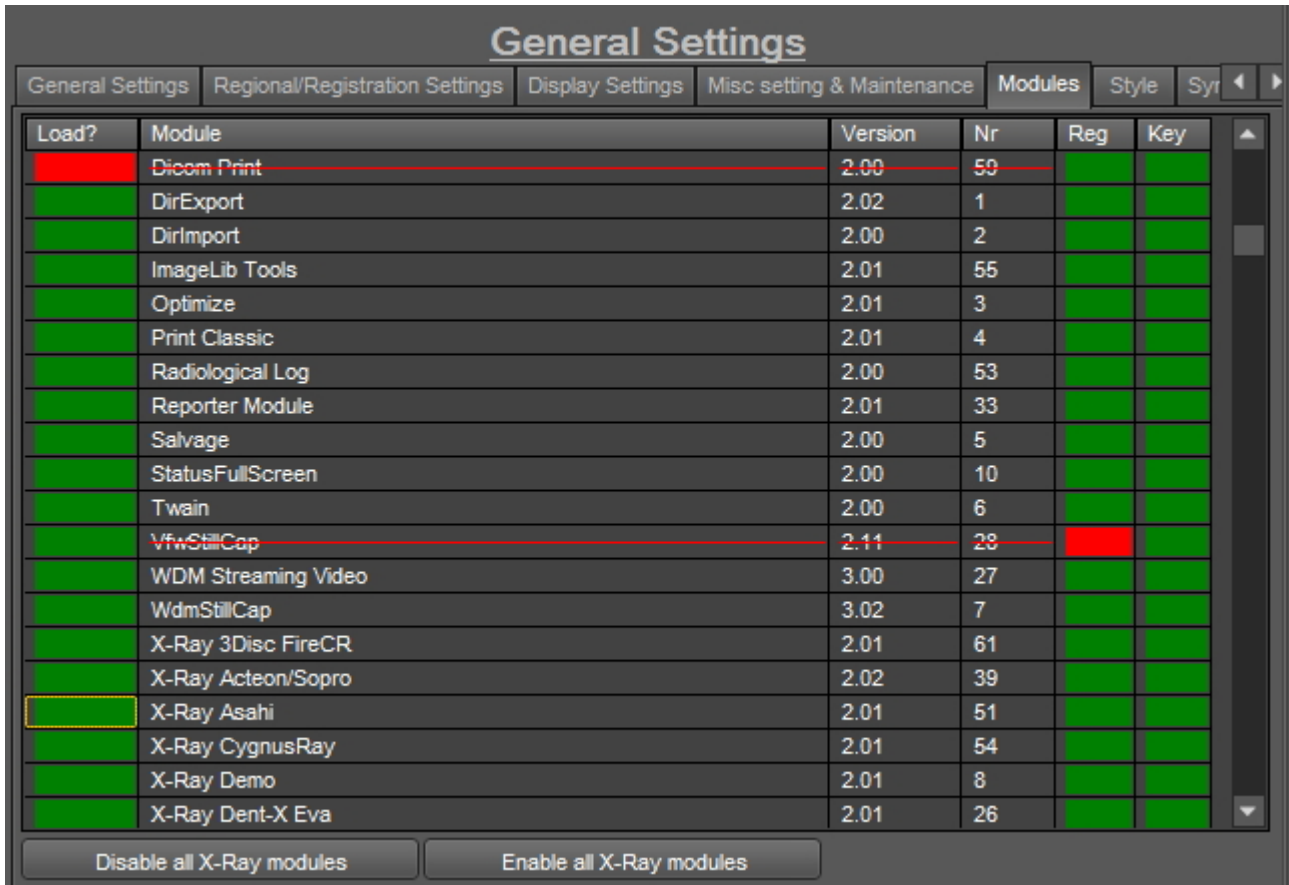 General Settings
General Settings Regional/Registration Settings Display Settings Misc setting & Maintenance Modules Style
Load? Module Version Nr Reg Key
Dicom Print 2.00 59
DirExport 2.02 1
DirImport 2.00 2
ImageLib Tools 2.01 55
Optimize 2.01 3
Print Classic 2.01 4
Radiological Log 2.00 53
Reporter Module 2.01 33
Salvage 2.00 5
StatusFullScreen 2.00 10
Twain 2.00 6
VfwStillCap 2.11 28
WDM Streaming Video 3.00 27
WdmStillCap 3.02 7
X-Ray 3Disc FireCR 2.01 61
X-Ray Acteon/Sopro 2.02 39
X-Ray Asahi 2.01 51
X-Ray CygnusRay 2.01 54
X-Ray Demo 2.01 8
X-Ray Dent-X Eva 2.01 26
Disable all X-Ray modules Enable all X-Ray modules